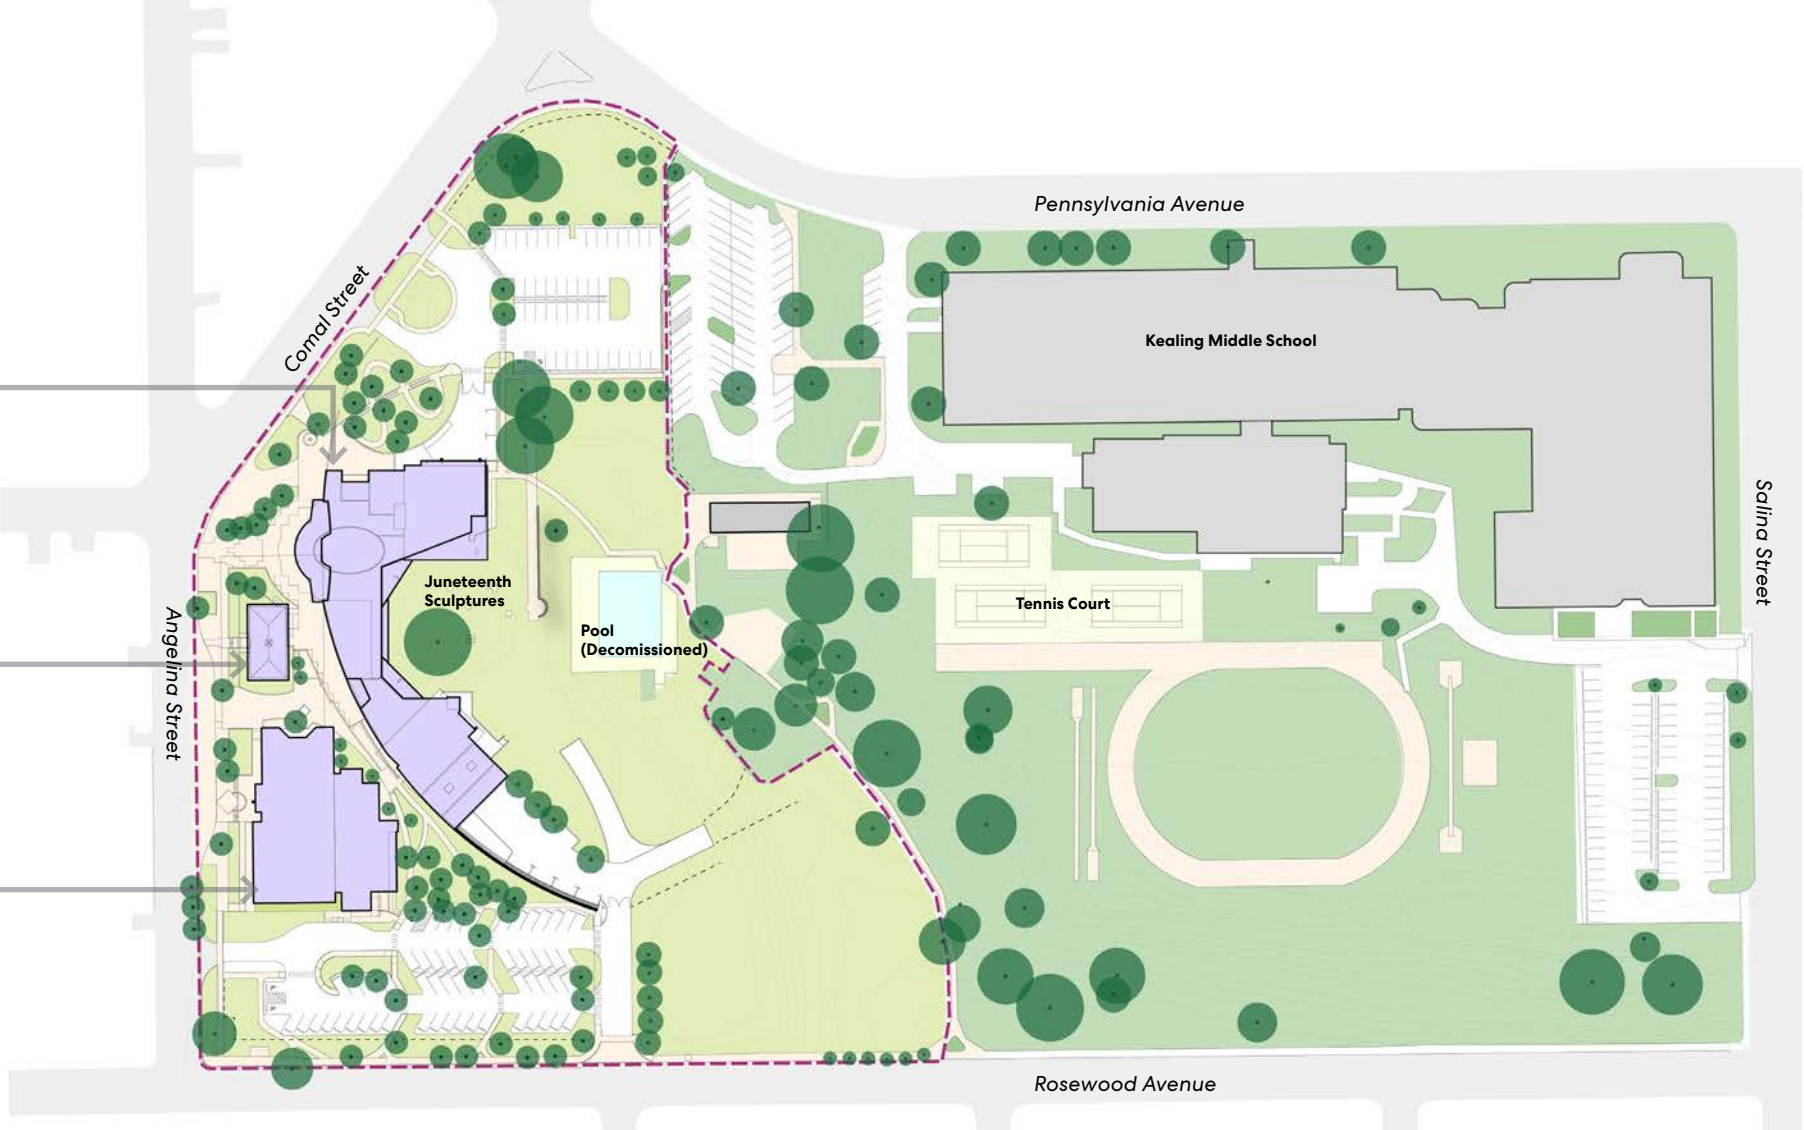 Pennsylvania Avenue
Comal Street
Kealing Middle School
Salina Street
Juneteenth
Sculptures
Tennis Court
Angelina Street
Pool
(Decomissioned)
Rosewood Avenue